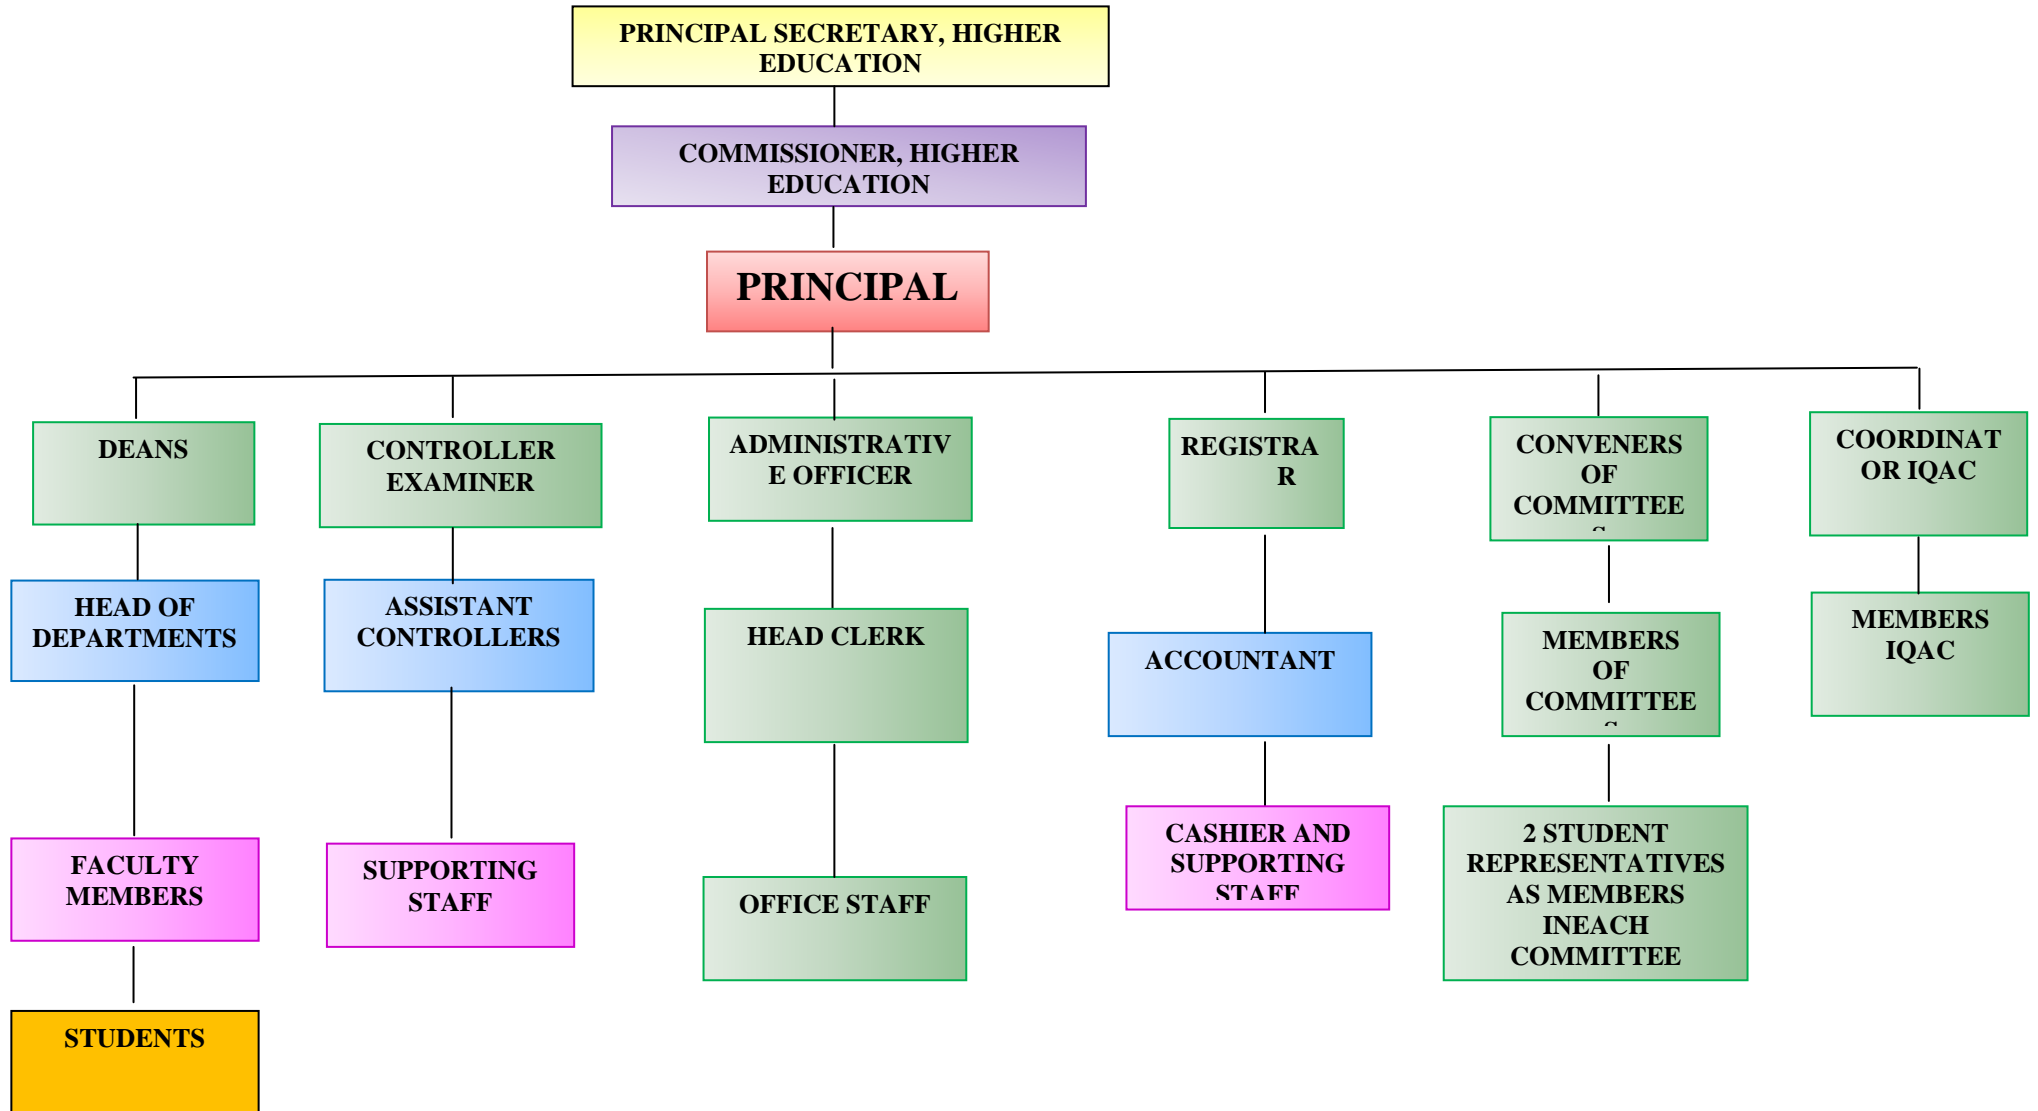 PRINCIPAL SECRETARY, HIGHER
EDUCATION
COMMISSIONER, HIGHER
EDUCATION
PRINCIPAL
DEANS
CONTROLLER
EXAMINER
ADMINISTRATIV
E OFFICER
REGISTRA
R
CONVENERS
OF
COMMITTEE
S
COORDINAT
OR IQAC
HEAD OF
DEPARTMENTS
ASSISTANT
CONTROLLERS
HEAD CLERK
ACCOUNTANT
MEMBERS
OF
COMMITTEE
S
MEMBERS
IQAC
FACULTY
MEMBERS
SUPPORTING
STAFF
OFFICE STAFF
CASHIER AND
SUPPORTING
STAFF
2 STUDENT
REPRESENTATIVES
AS MEMBERS
INEACH
COMMITTEE
STUDENTS